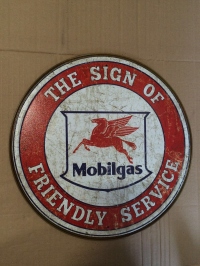 THE SIGN OF
Mobilgas
FRIENDLY SERVICE